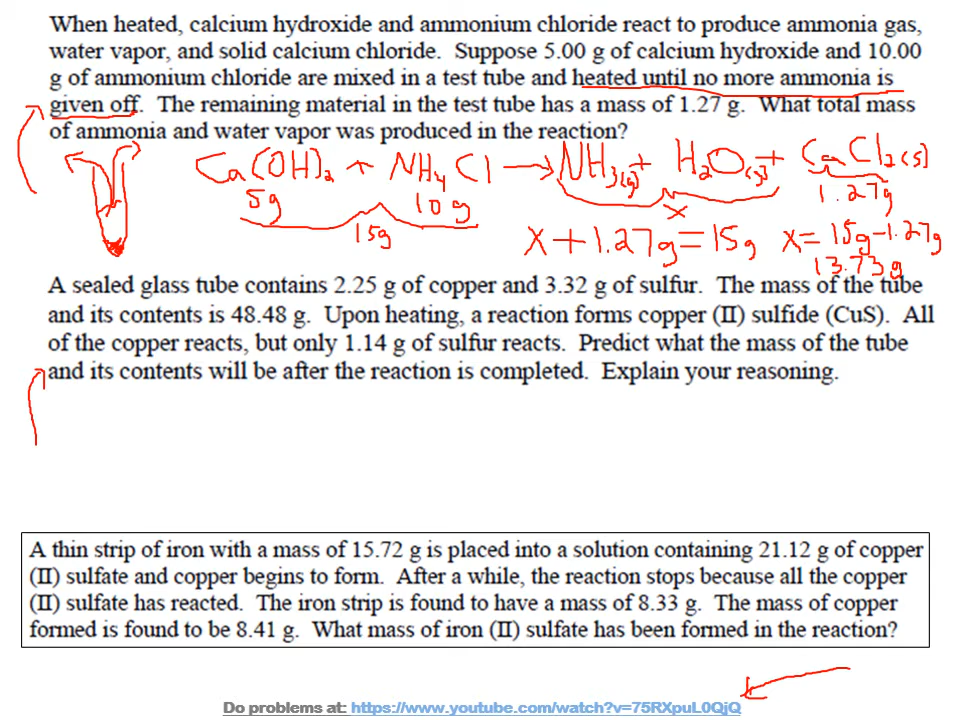 When heated, calcium hydroxide and ammonium chloride react to produce ammonia gas,
water vapor, and solid calcium chloride.  Suppose 5.00 g of calcium hydroxide and 10.00
g of ammonium chloride are mixed in a test tube and heated until no more ammonia is
given off.  The remaining material in the test tube has a mass of 1.27 g.  What total mass
of ammonia and water vapor was produced in the reaction?
Ca(OH)2 + NH4Cl → NH3(g) + H2O(g) + CaCl2(s)
5g 10g x 1.27g
15g x+1.27g=15g x=15g-1.27g
13.73g
A sealed glass tube contains 2.25 g of copper and 3.32 g of sulfur.  The mass of the tube
and its contents is 48.48 g.  Upon heating, a reaction forms copper (II) sulfide (CuS).  All
of the copper reacts, but only 1.14 g of sulfur reacts.  Predict what the mass of the tube
and its contents will be after the reaction is completed.  Explain your reasoning.
A thin strip of iron with a mass of 15.72 g is placed into a solution containing 21.12 g of copper
(II) sulfate and copper begins to form.  After a while, the reaction stops because all the copper
(II) sulfate has reacted.  The iron strip is found to have a mass of 8.33 g.  The mass of copper
formed is found to be 8.41 g.  What mass of iron (II) sulfate has been formed in the reaction?
Do problems at: https://www.youtube.com/watch?v=75RXpuL0QjQ